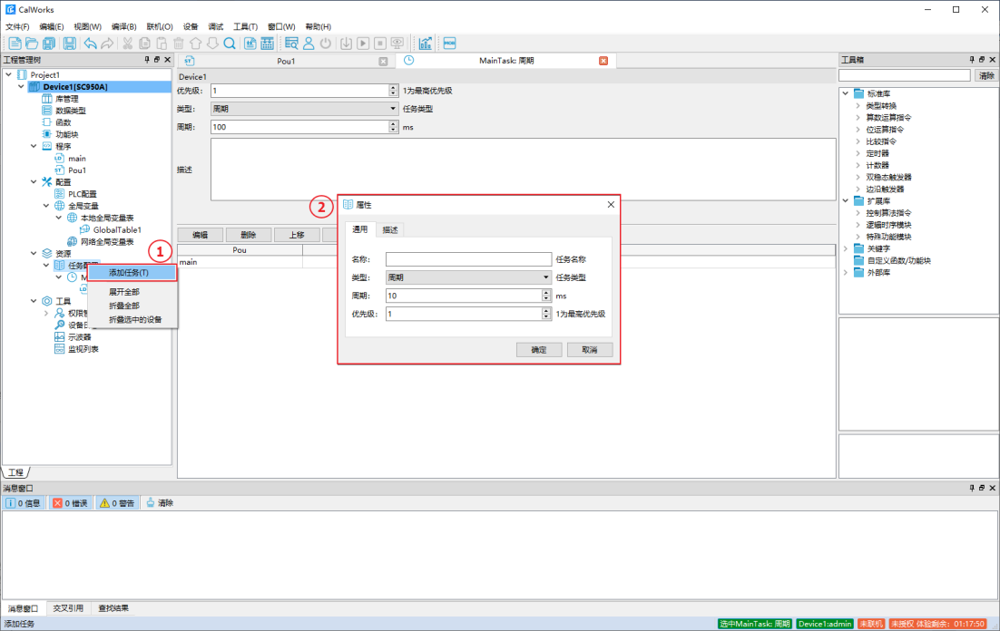 CalWorks
文件(F) 编辑(E) 视图(W) 编译(B) 联机(O) 设备 调试 工具(T) 窗口(W) 帮助(H)
工程管理树
Project1
Device1[SC950A]
库管理
数据类型
函数
功能块
程序
main
Pou1
配置
PLC配置
全局变量
本地全局变量表
GlobalTable1
网络全局变量表
资源
任务配置
工具
权限管
设备日
示波器
监视列表
工程
1
添加任务(T)
展开全部
折叠全部
折叠选中的设备
Pou1
MainTask: 周期
Device1
优先级: 1 1为最高优先级
类型: 周期 任务类型
周期: 100 ms
描述
编辑 删除 上移
Pou
main
2
属性
通用 描述
名称: 任务名称
类型: 周期 任务类型
周期: 10 ms
优先级: 1 1为最高优先级
确定 取消
工具箱
清除
标准库
类型转换
算数运算指令
位运算指令
比较指令
定时器
计数器
双稳态触发器
边沿触发器
扩展库
控制算法指令
逻辑时序模块
特殊功能模块
关键字
自定义函数/功能块
外部库
消息窗口
0 信息 0 错误 0 警告 清除
消息窗口 交叉引用 查找结果
添加任务 选中MainTask: 周期 Device1:admin 未联机 未授权 体验剩余: 01:17:50